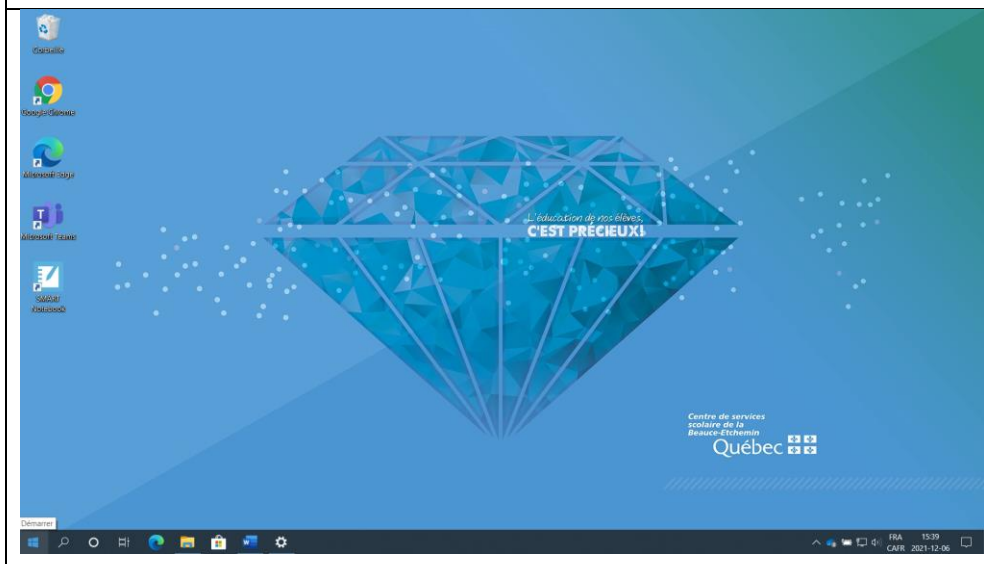 Corbeille
Google Chrome
Microsoft Edge
Microsoft Teams
SMART
Notebook
L'éducation de nos élèves,
C'EST PRÉCIEUX!
Centre de services
scolaire de la
Beauce-Etchemin
Québec
Démarrer
FRA 15:39
CAFR 2021-12-06